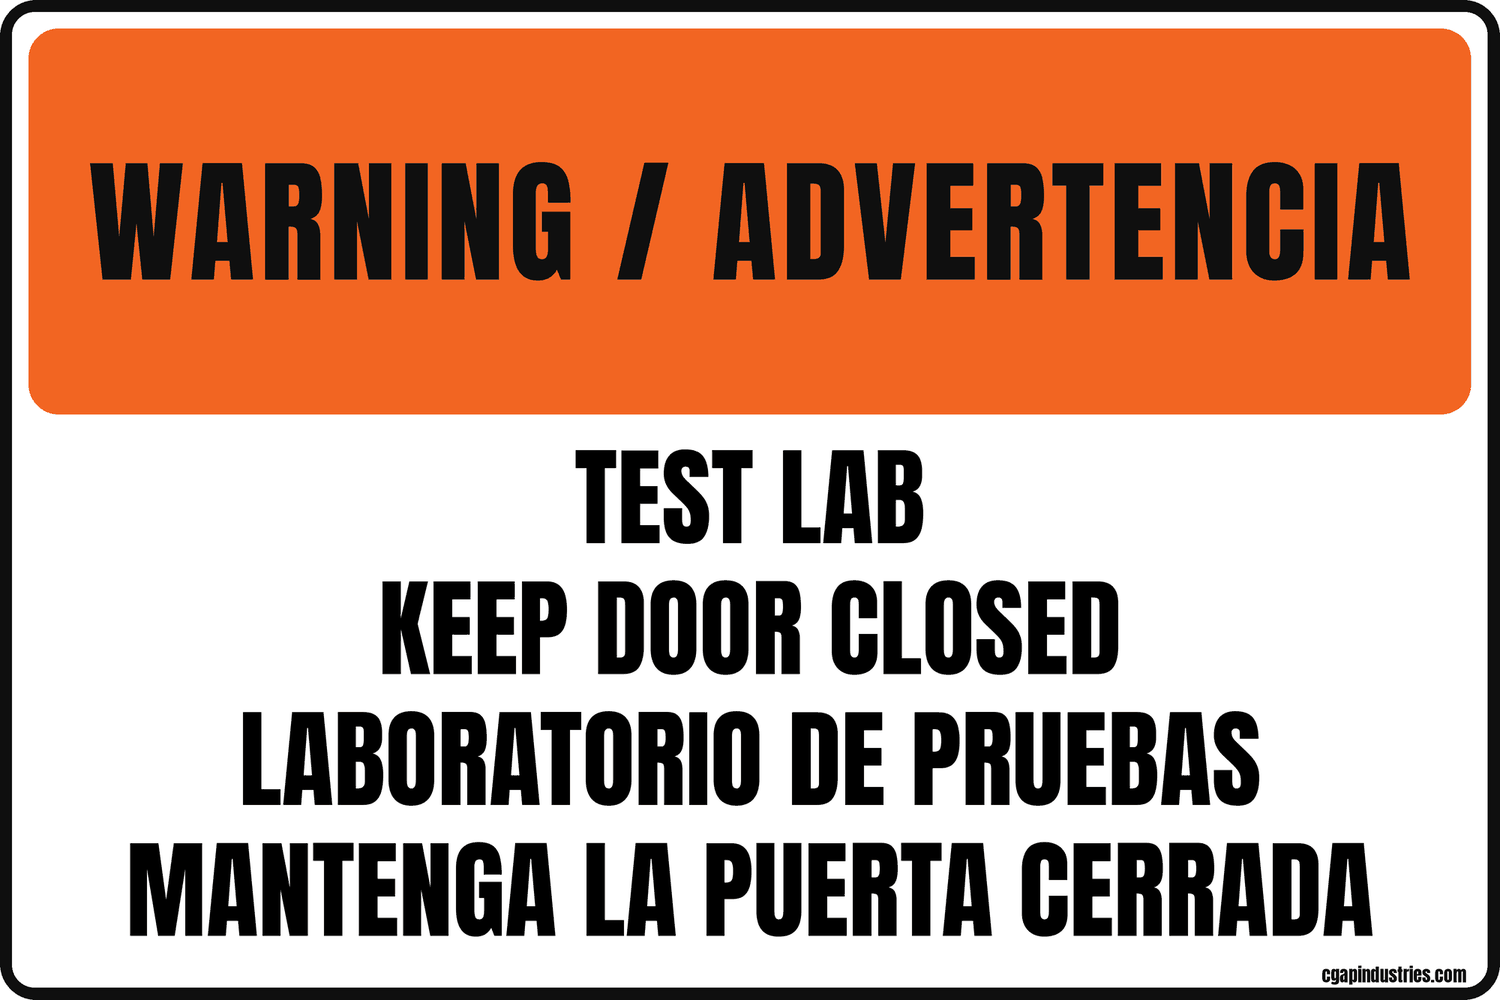 WARNING / ADVERTENCIA
TEST LAB
KEEP DOOR CLOSED
LABORATORIO DE PRUEBAS
MANTENGA LA PUERTA CERRADA
cgapindustries.com